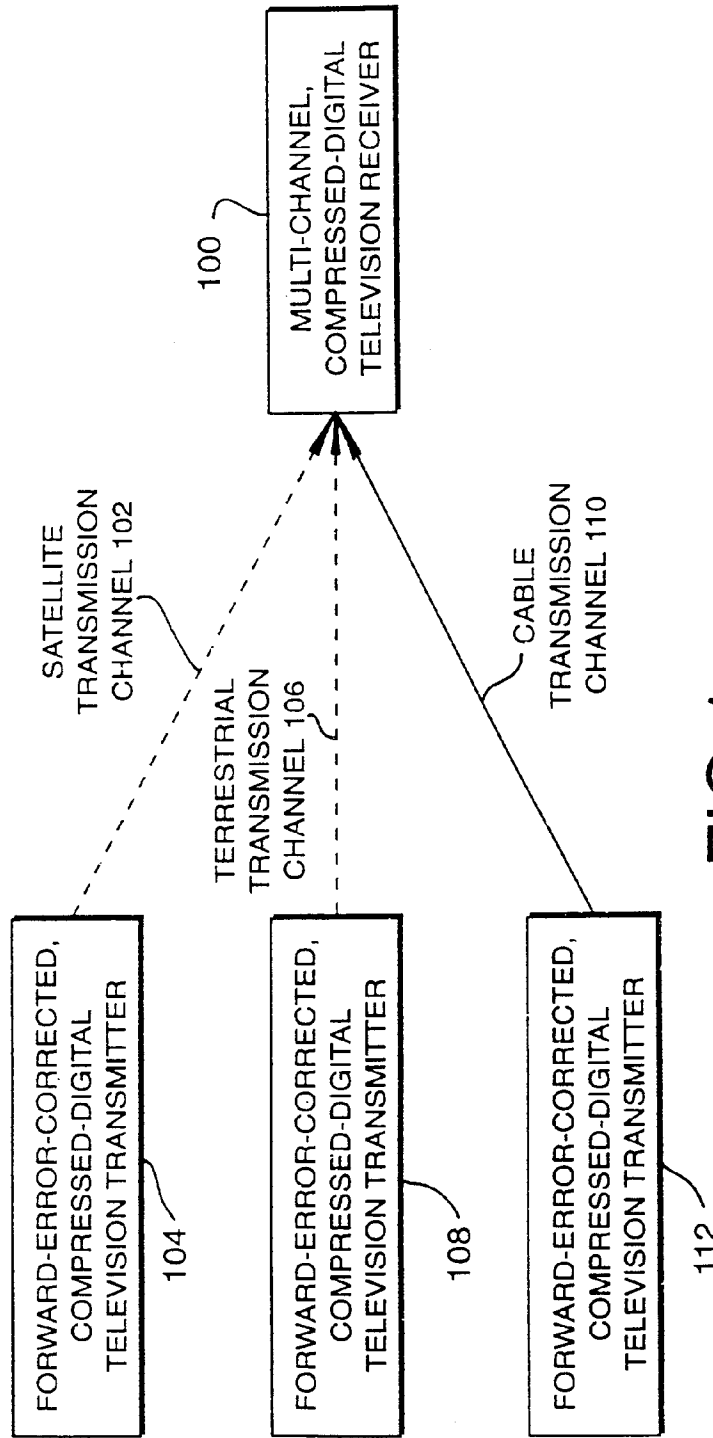 FORWARD-ERROR-CORRECTED,
COMPRESSED-DIGITAL
TELEVISION TRANSMITTER
104
SATELLITE
TRANSMISSION
CHANNEL 102
FORWARD-ERROR-CORRECTED,
COMPRESSED-DIGITAL
TELEVISION TRANSMITTER
108
TERRESTRIAL
TRANSMISSION
CHANNEL 106
100
MULTI-CHANNEL,
COMPRESSED-DIGITAL
TELEVISION RECEIVER
FORWARD-ERROR-CORRECTED,
COMPRESSED-DIGITAL
TELEVISION TRANSMITTER
112
CABLE
TRANSMISSION
CHANNEL 110